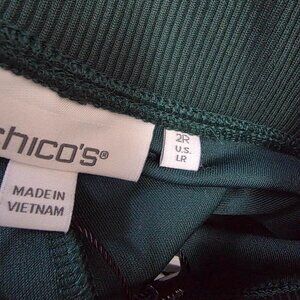 chico's®
MADE IN
VIETNAM
2R
U.S.
LR